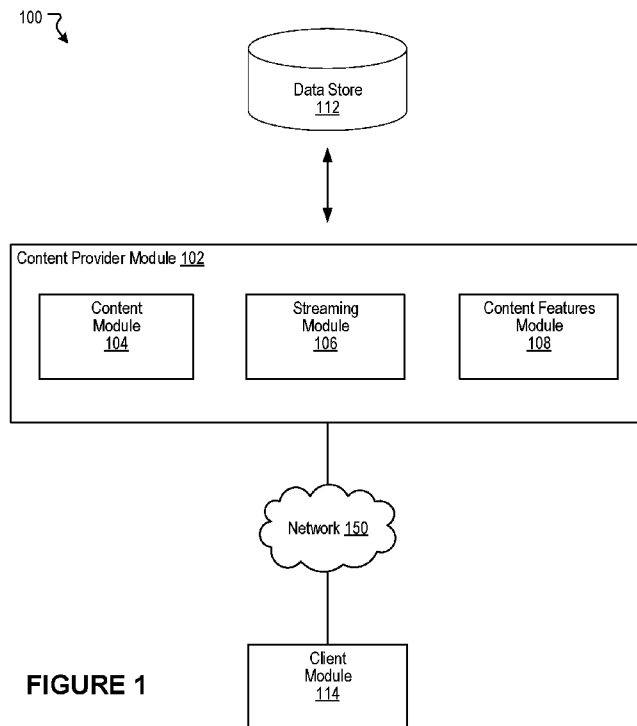 100
Data Store
112
Content Provider Module 102
Content
Module
104
Streaming
Module
106
Content Features
Module
108
Network 150
Client
Module
114
FIGURE 1